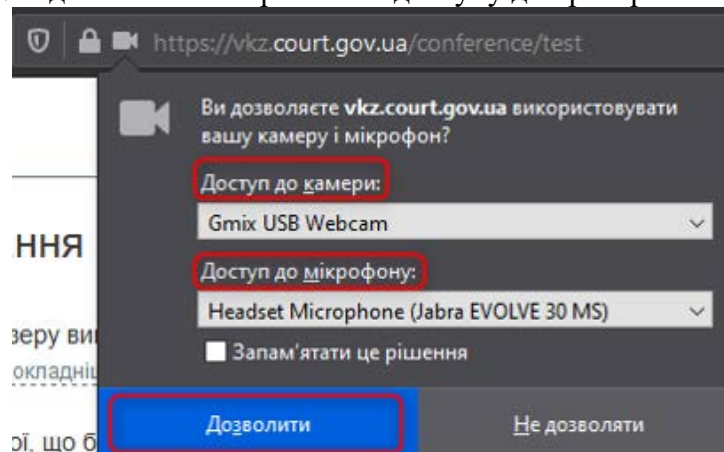 https://vkz.court.gov.ua/conference/test
Ви дозволяєте vkz.court.gov.ua використовувати
вашу камеру і мікрофон?
Доступ до камери:
Gmix USB Webcam
ння
Доступ до мікрофону:
Headset Microphone (Jabra EVOLVE 30 MS)
зеру ви
Запам'ятати це рішення
окладніш
Дозволити
Не дозволяти
ої, що б